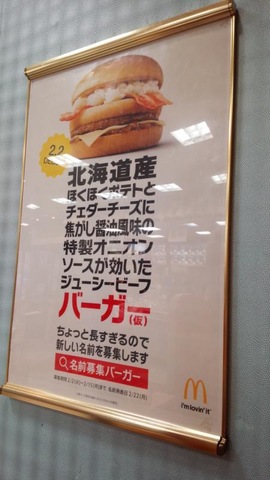 2.2
北海道産
ほくほくポテトと
チェダーチーズに
焦がし醤油風味の
特製オニオン
ソースが効いた
ジューシービーフ
バーガー(仮)
ちょっと長すぎるので
新しい名前を募集します
名前募集バーガー
i'm lovin' it